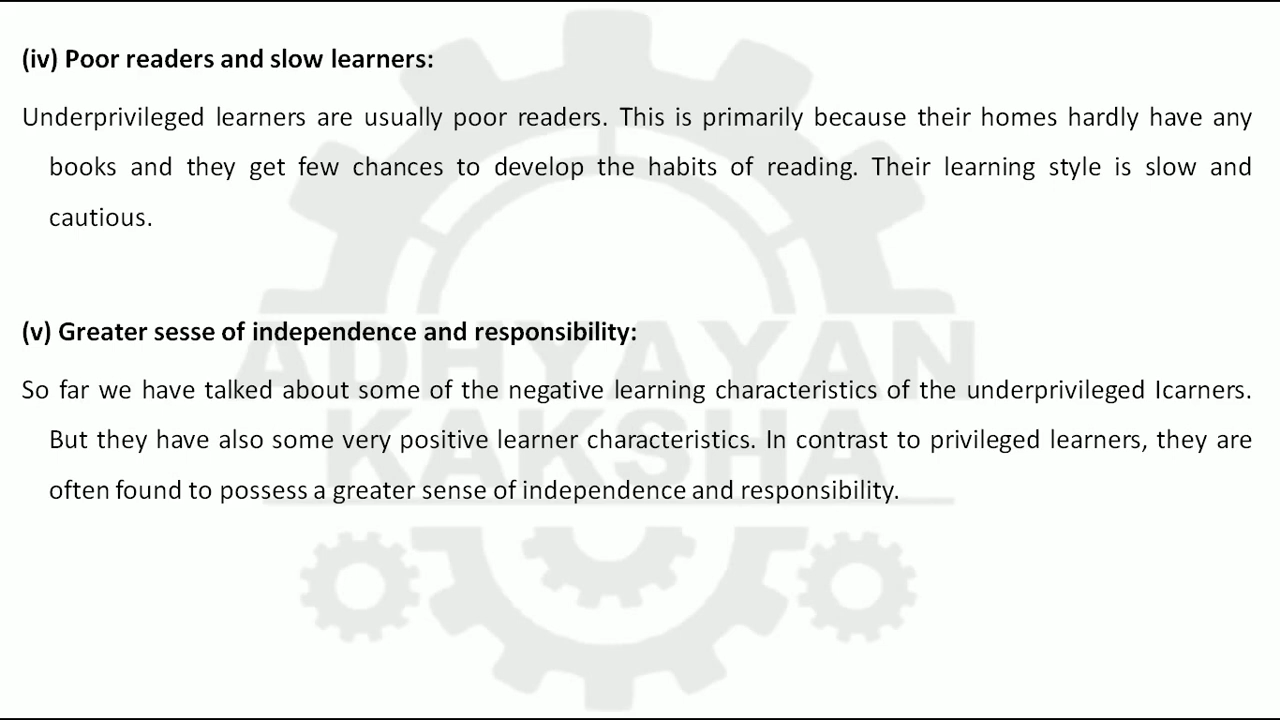 (iv) Poor readers and slow learners:
Underprivileged learners are usually poor readers. This is primarily because their homes hardly have any
books and they get few chances to develop the habits of reading. Their learning style is slow and
cautious.
(v) Greater sesse of independence and responsibility:
ADHYAYAN
So far we have talked about some of the negative learning characteristics of the underprivileged Icarners.
But they have also some very positive learner characteristics. In contrast to privileged learners, they are
KAKSHA
often found to possess a greater sense of independence and responsibility.